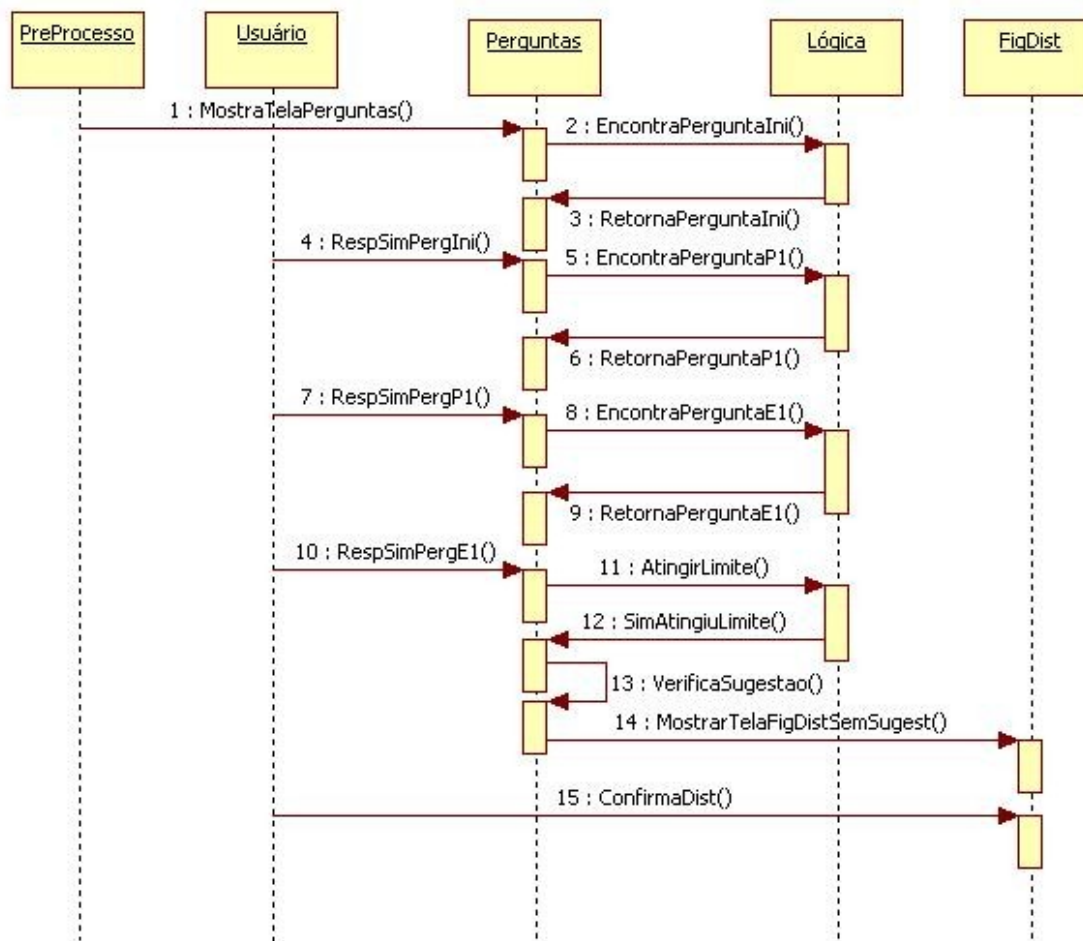 PreProcesso
Usuário
Perguntas
Lógica
FigDist
1 : MostraTelaPerguntas()
2 : EncontraPerguntaIni()
3 : RetornaPerguntaIni()
4 : RespSimPergIni()
5 : EncontraPerguntaP1()
6 : RetornaPerguntaP1()
7 : RespSimPergP1()
8 : EncontraPerguntaE1()
9 : RetornaPerguntaE1()
10 : RespSimPergE1()
11 : AtingirLimite()
12 : SimAtingiuLimite()
13 : VerificaSugestao()
14 : MostrarTelaFigDistSemSugest()
15 : ConfirmaDist()